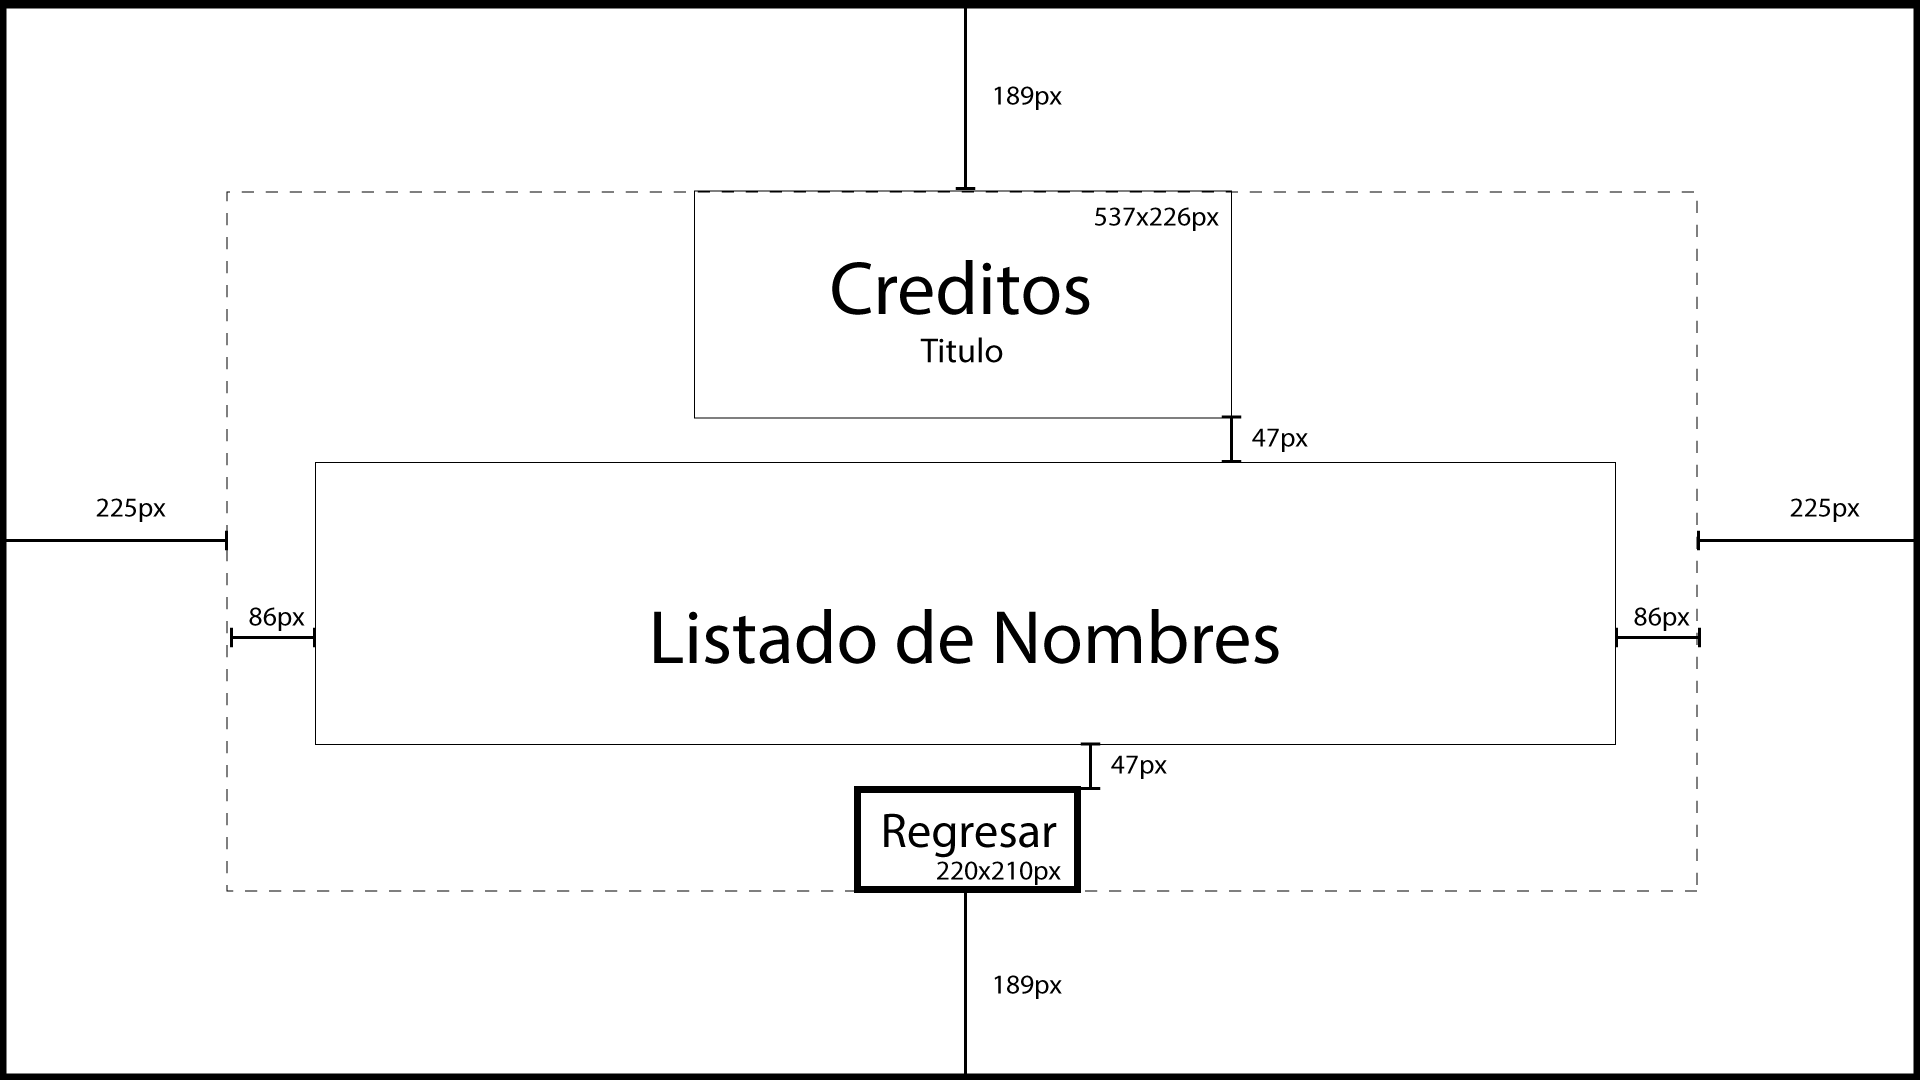 189px
537x226px
Creditos
Titulo
47px
225px
225px
86px
Listado de Nombres
86px
47px
Regresar
220x210px
189px